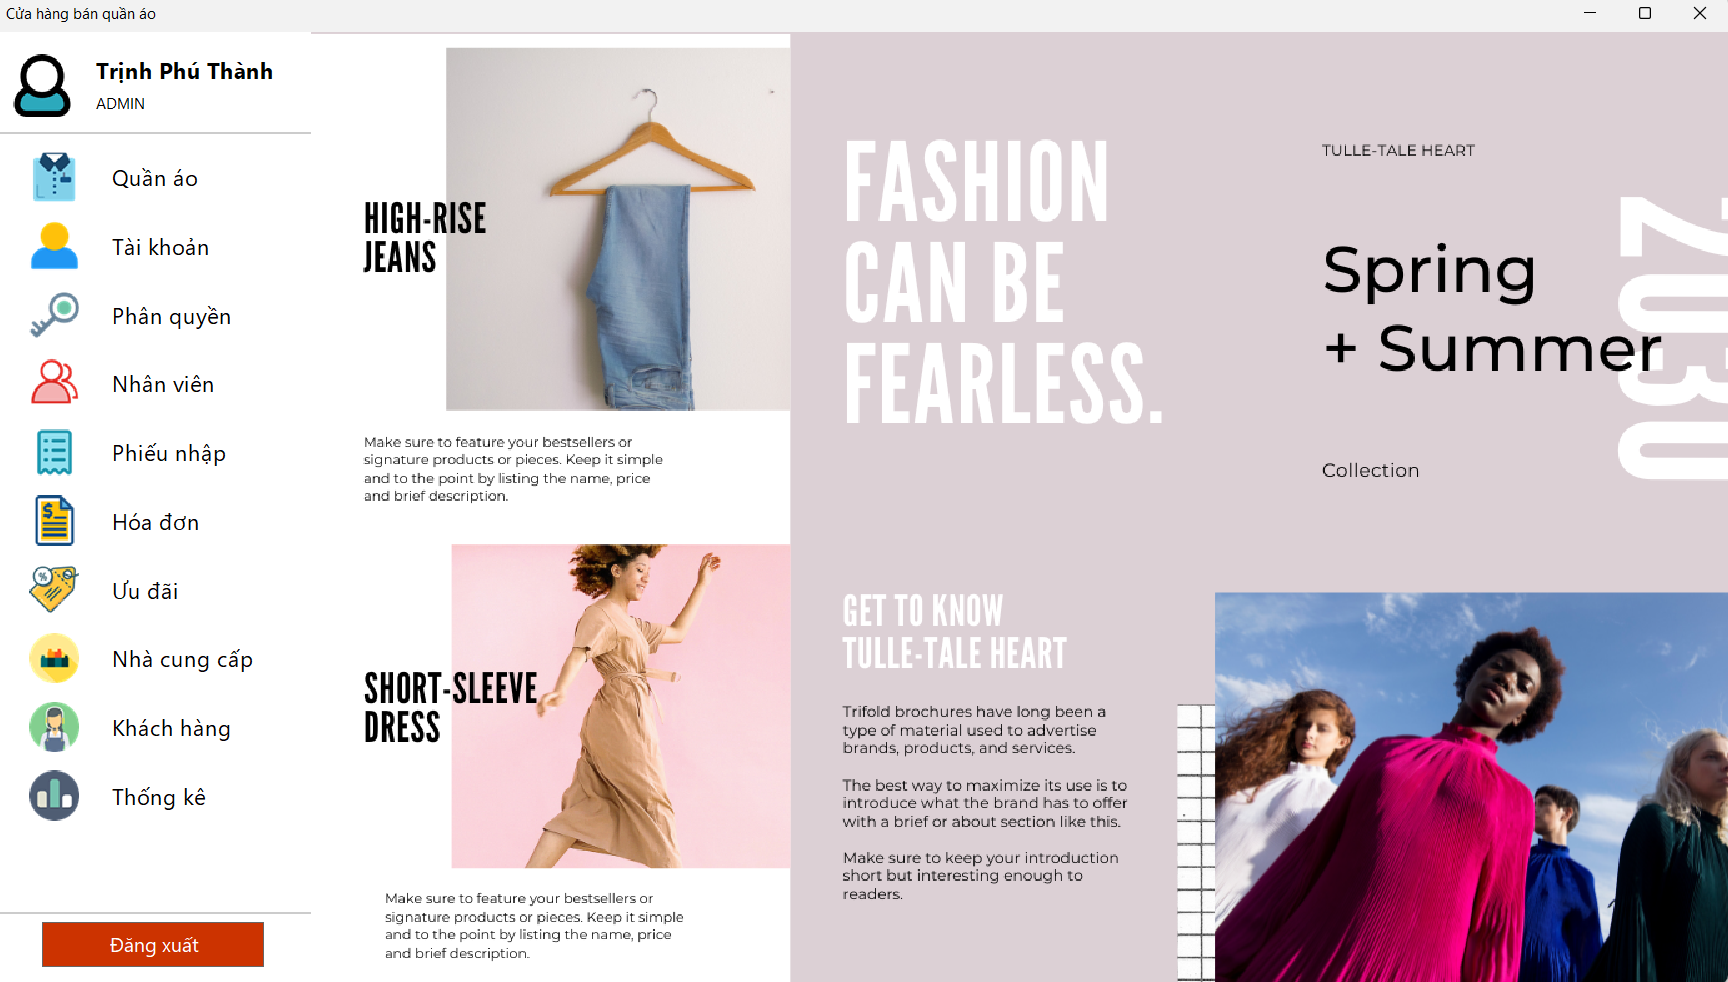 Cửa hàng bán quần áo
Trịnh Phú Thành
ADMIN
Quần áo
Tài khoản
Phân quyền
Nhân viên
Phiếu nhập
Hóa đơn
Ưu đãi
Nhà cung cấp
Khách hàng
Thống kê
Đăng xuất
HIGH-RISE
JEANS
Make sure to feature your bestsellers or
signature products or pieces. Keep it simple
and to the point by listing the name, price
and brief description.
SHORT-SLEEVE
DRESS
Make sure to feature your bestsellers or
signature products or pieces. Keep it simple
and to the point by listing the name, price
and brief description.
FASHION
CAN BE
FEARLESS.
GET TO KNOW
TULLE-TALE HEART
Trifold brochures have long been a
type of material used to advertise
brands, products, and services.
The best way to maximize its use is to
introduce what the brand has to offer
with a brief or about section like this.
Make sure to keep your introduction
short but interesting enough to
readers.
TULLE-TALE HEART
Spring
+ Summer
2030
Collection